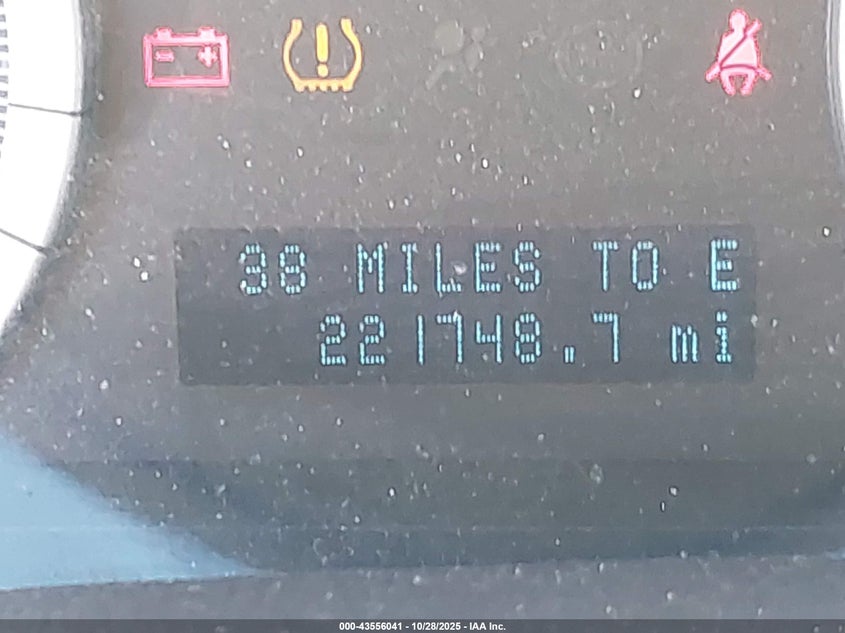 38 MILES TO E
221748.7 mi
000-43556041 - 10/28/2025 - IAA Inc.